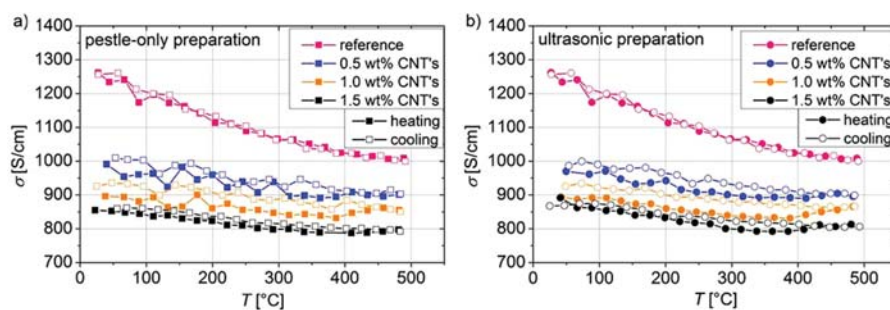 a)
pestle-only preparation
reference
0.5 wt% CNT's
1.0 wt% CNT's
1.5 wt% CNT's
heating
cooling
1400
1300
1200
1100
1000
900
800
700
σ [S/cm]
0 100 200 300 400 500
T [°C]
b)
ultrasonic preparation
reference
0.5 wt% CNT's
1.0 wt% CNT's
1.5 wt% CNT's
heating
cooling
1400
1300
1200
1100
1000
900
800
700
σ [S/cm]
0 100 200 300 400 500
T [°C]